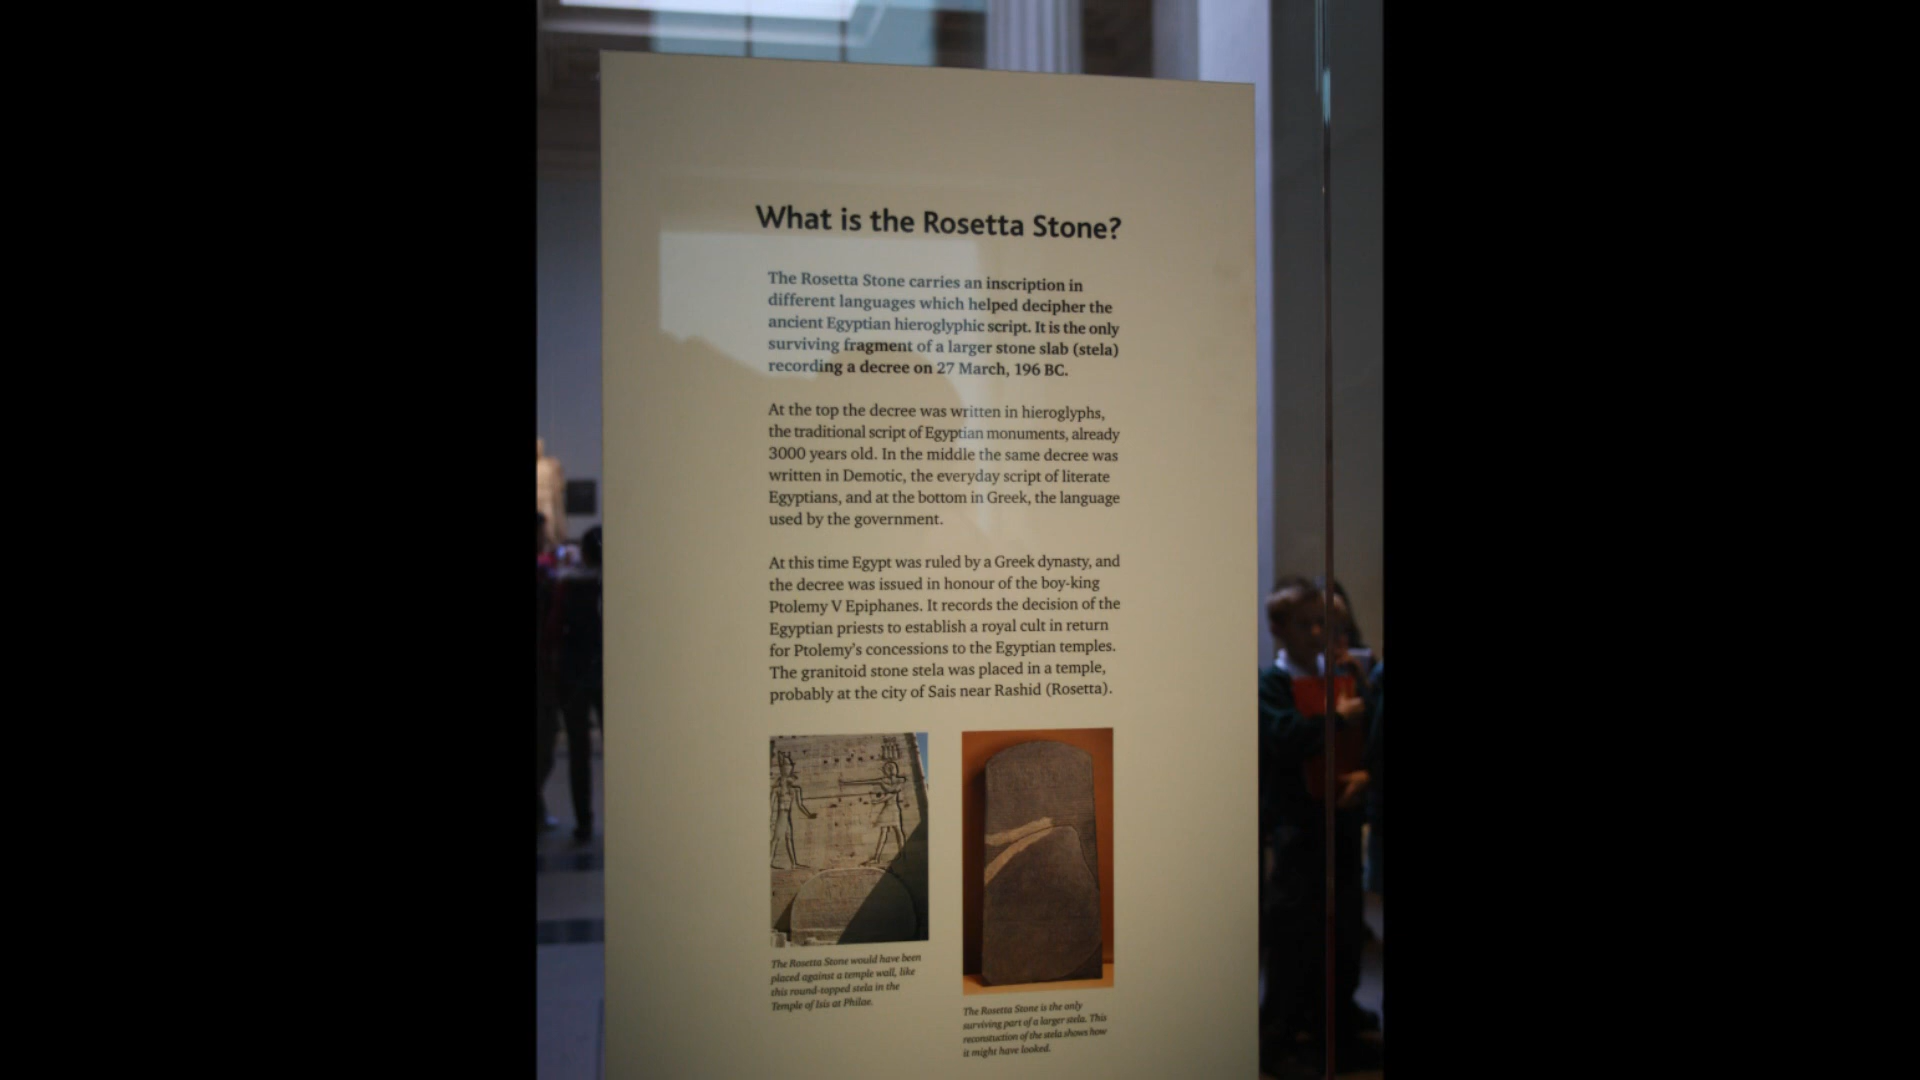 What is the Rosetta Stone?
The Rosetta Stone carries an inscription in
different languages which helped decipher the
ancient Egyptian hieroglyphic script. It is the only
surviving fragment of a larger stone slab (stela)
recording a decree on 27 March, 196 BC.
At the top the decree was written in hieroglyphs,
the traditional script of Egyptian monuments, already
3000 years old. In the middle the same decree was
written in Demotic, the everyday script of literate
Egyptians, and at the bottom in Greek, the language
used by the government.
At this time Egypt was ruled by a Greek dynasty, and
the decree was issued in honour of the boy-king
Ptolemy V Epiphanes. It records the decision of the
Egyptian priests to establish a royal cult in return
for Ptolemy's concessions to the Egyptian temples.
The granitoid stone stela was placed in a temple,
probably at the city of Sais near Rashid (Rosetta).
The Rosetta Stone would have been
placed against a temple wall, like
this round-topped stela in the
Temple of Isis at Philae.
The Rosetta Stone is the only
surviving part of a larger stela. This
reconstuction of the stela shows how
it might have looked.